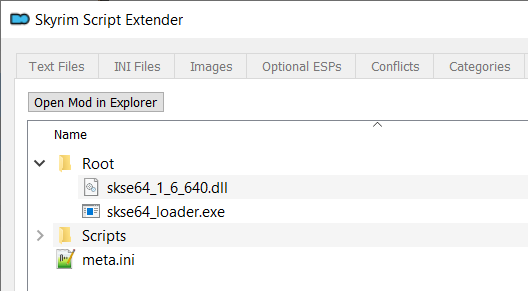 Skyrim Script Extender
Text Files INI Files Images Optional ESPs Conflicts Categories
Open Mod in Explorer
Name
Root
skse64_1_6_640.dll
skse64_loader.exe
Scripts
meta.ini